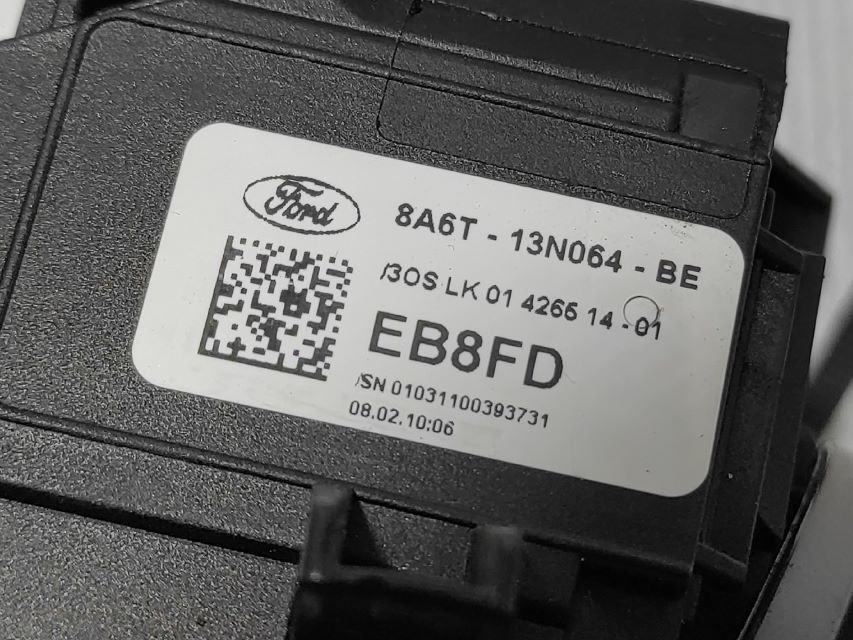 Ford
8A6T - 13N064 - BE
/3OS LK 01 4266 14 - 01
EB8FD
/SN 01031100393731
08.02.10:06